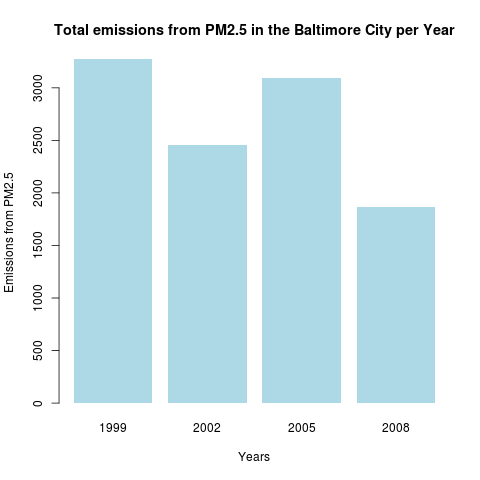 Total emissions from PM2.5 in the Baltimore City per Year
Emissions from PM2.5
3000
2500
2000
1500
1000
500
0
1999 2002 2005 2008
Years